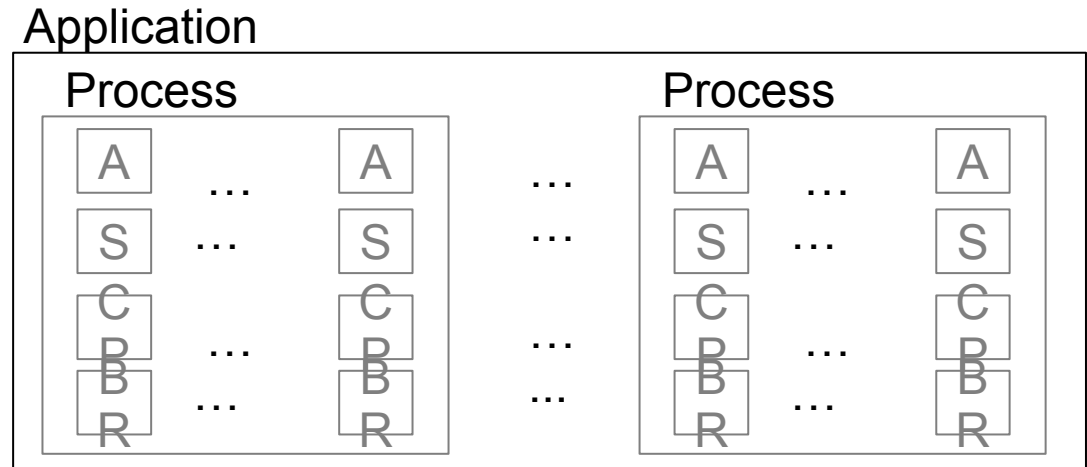 Application
Process Process
A ... A ... A ... A
S ... S ... S ... S
C C C C
P ... P ... P ... P
B B B B
R ... R ... R ... R